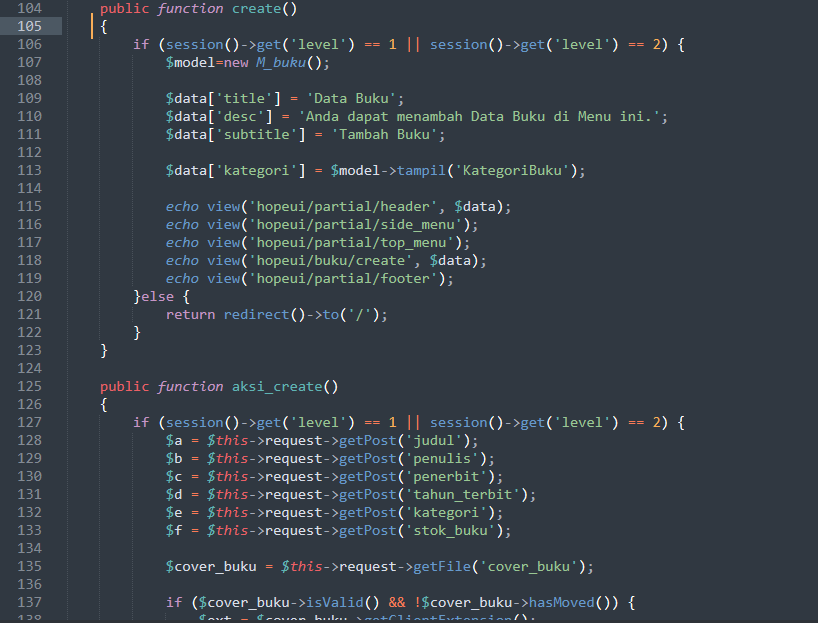 104 public function create()
105 {
106 if (session()->get('level') == 1 || session()->get('level') == 2) {
107 $model=new M_buku();
108
109 $data['title'] = 'Data Buku';
110 $data['desc'] = 'Anda dapat menambah Data Buku di Menu ini.';
111 $data['subtitle'] = 'Tambah Buku';
112
113 $data['kategori'] = $model->tampil('KategoriBuku');
114
115 echo view('hopeui/partial/header', $data);
116 echo view('hopeui/partial/side_menu');
117 echo view('hopeui/partial/top_menu');
118 echo view('hopeui/buku/create', $data);
119 echo view('hopeui/partial/footer');
120 }else {
121 return redirect()->to('/');
122 }
123 }
124
125 public function aksi_create()
126 {
127 if (session()->get('level') == 1 || session()->get('level') == 2) {
128 $a = $this->request->getPost('judul');
129 $b = $this->request->getPost('penulis');
130 $c = $this->request->getPost('penerbit');
131 $d = $this->request->getPost('tahun_terbit');
132 $e = $this->request->getPost('kategori');
133 $f = $this->request->getPost('stok_buku');
134
135 $cover_buku = $this->request->getFile('cover_buku');
136
137 if ($cover_buku->isValid() && !$cover_buku->hasMoved()) {
138 $ext = $cover_buku->getClientExtension();